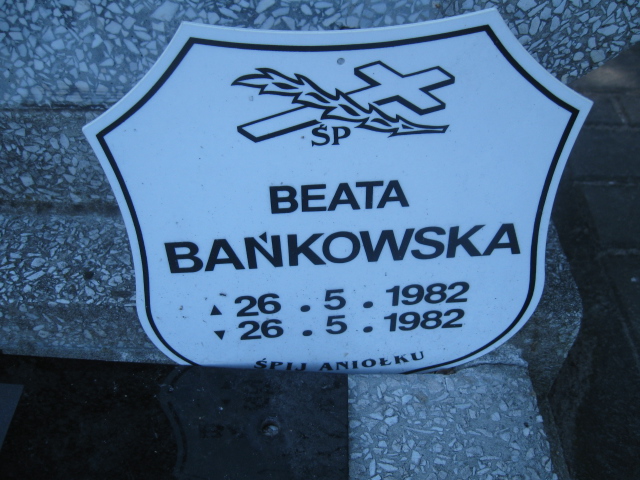 ŚP
BEATA
BAŃKOWSKA
▲ 26 . 5 . 1982
▼ 26 . 5 . 1982
ŚPIJ ANIOŁKU